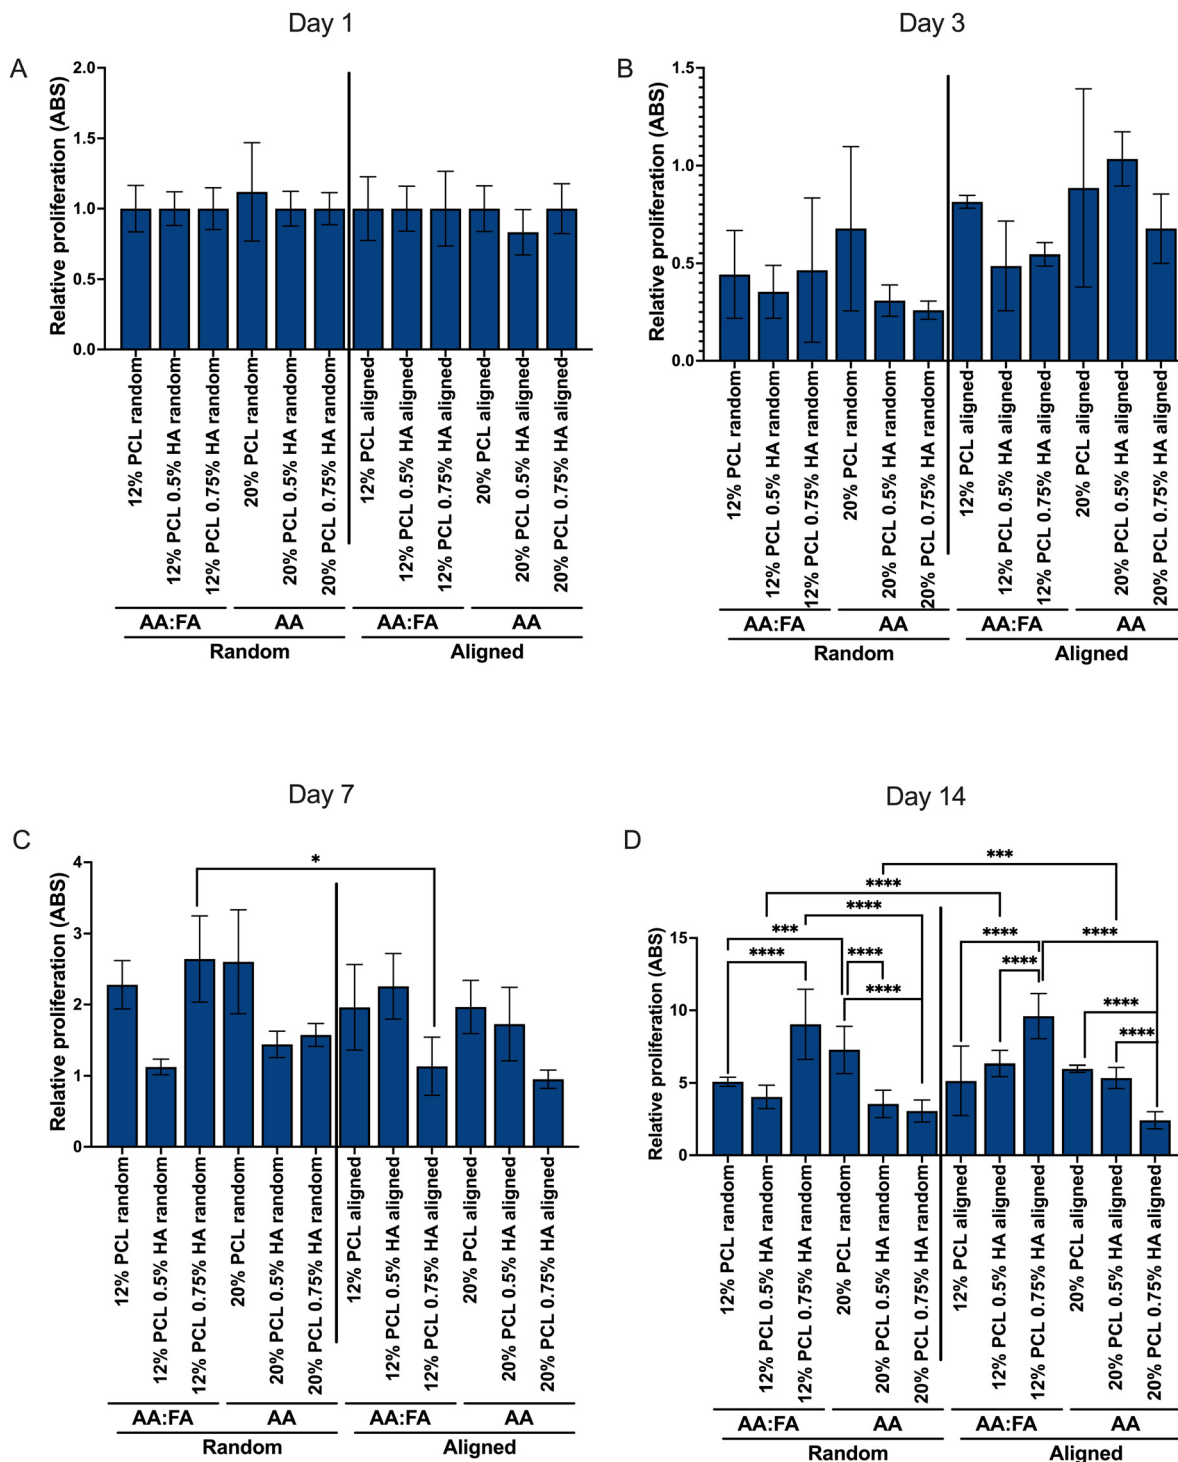 Day 1
A
Relative proliferation (ABS)
2.0
1.5
1.0
0.5
0.0
12% PCL random
12% PCL 0.5% HA random
12% PCL 0.75% HA random
20% PCL random
20% PCL 0.5% HA random
20% PCL 0.75% HA random
12% PCL aligned
12% PCL 0.5% HA aligned
12% PCL 0.75% HA aligned
20% PCL aligned
20% PCL 0.5% HA aligned
20% PCL 0.75% HA aligned
AA:FA AA AA:FA AA
Random Aligned
Day 3
B
Relative proliferation (ABS)
1.5
1.0
0.5
0.0
12% PCL random
12% PCL 0.5% HA random
12% PCL 0.75% HA random
20% PCL random
20% PCL 0.5% HA random
20% PCL 0.75% HA random
12% PCL aligned
12% PCL 0.5% HA aligned
12% PCL 0.75% HA aligned
20% PCL aligned
20% PCL 0.5% HA aligned
20% PCL 0.75% HA aligned
AA:FA AA AA:FA AA
Random Aligned
Day 7
C
Relative proliferation (ABS)
4
3
2
1
0
*
12% PCL random
12% PCL 0.5% HA random
12% PCL 0.75% HA random
20% PCL random
20% PCL 0.5% HA random
20% PCL 0.75% HA random
12% PCL aligned
12% PCL 0.5% HA aligned
12% PCL 0.75% HA aligned
20% PCL aligned
20% PCL 0.5% HA aligned
20% PCL 0.75% HA aligned
AA:FA AA AA:FA AA
Random Aligned
Day 14
D
Relative proliferation (ABS)
15
10
5
0
***
****
****
*** **** ****
**** **** ****
**** ****
****
12% PCL random
12% PCL 0.5% HA random
12% PCL 0.75% HA random
20% PCL random
20% PCL 0.5% HA random
20% PCL 0.75% HA random
12% PCL aligned
12% PCL 0.5% HA aligned
12% PCL 0.75% HA aligned
20% PCL aligned
20% PCL 0.5% HA aligned
20% PCL 0.75% HA aligned
AA:FA AA AA:FA AA
Random Aligned